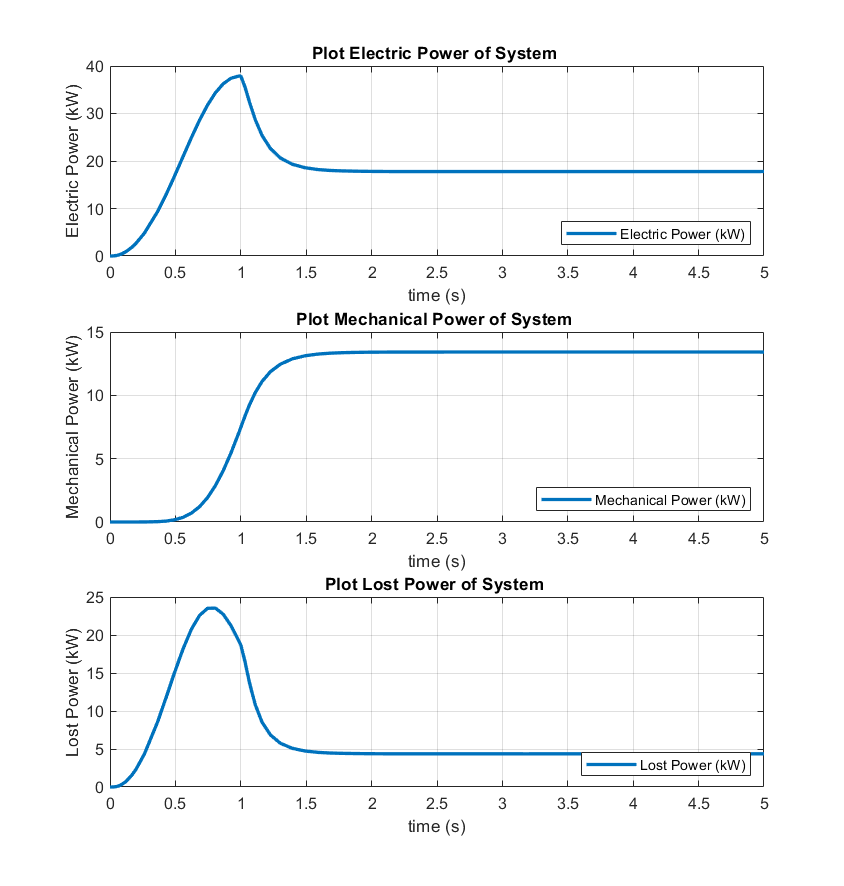 Plot Electric Power of System
Electric Power (kW)
40
30
20
10
0
Electric Power (kW)
0 0.5 1 1.5 2 2.5 3 3.5 4 4.5 5
time (s)
Plot Mechanical Power of System
Mechanical Power (kW)
15
10
5
0
Mechanical Power (kW)
0 0.5 1 1.5 2 2.5 3 3.5 4 4.5 5
time (s)
Plot Lost Power of System
Lost Power (kW)
25
20
15
10
5
0
Lost Power (kW)
0 0.5 1 1.5 2 2.5 3 3.5 4 4.5 5
time (s)